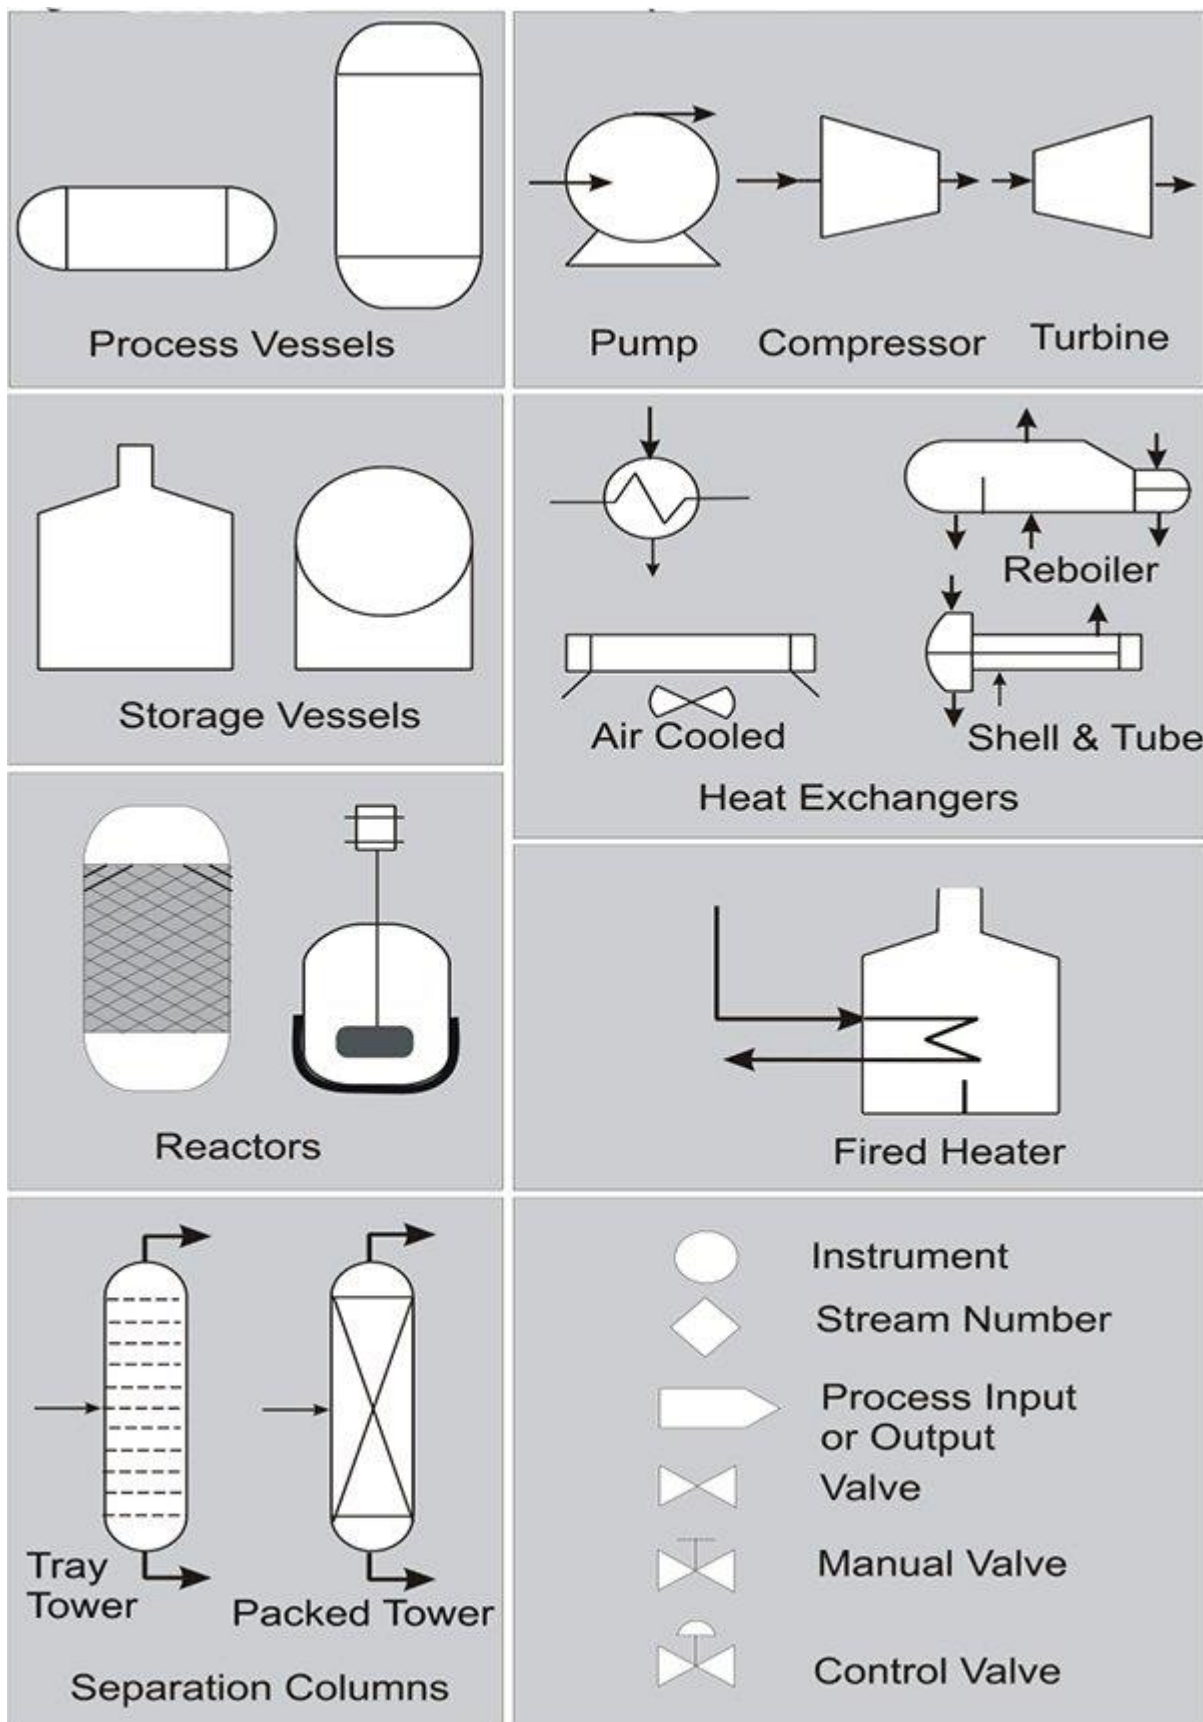 Process Vessels
Pump
Compressor
Turbine
Storage Vessels
Reboiler
Air Cooled
Shell & Tube
Heat Exchangers
Reactors
Fired Heater
Tray
Tower
Packed Tower
Separation Columns
Instrument
Stream Number
Process Input
or Output
Valve
Manual Valve
Control Valve